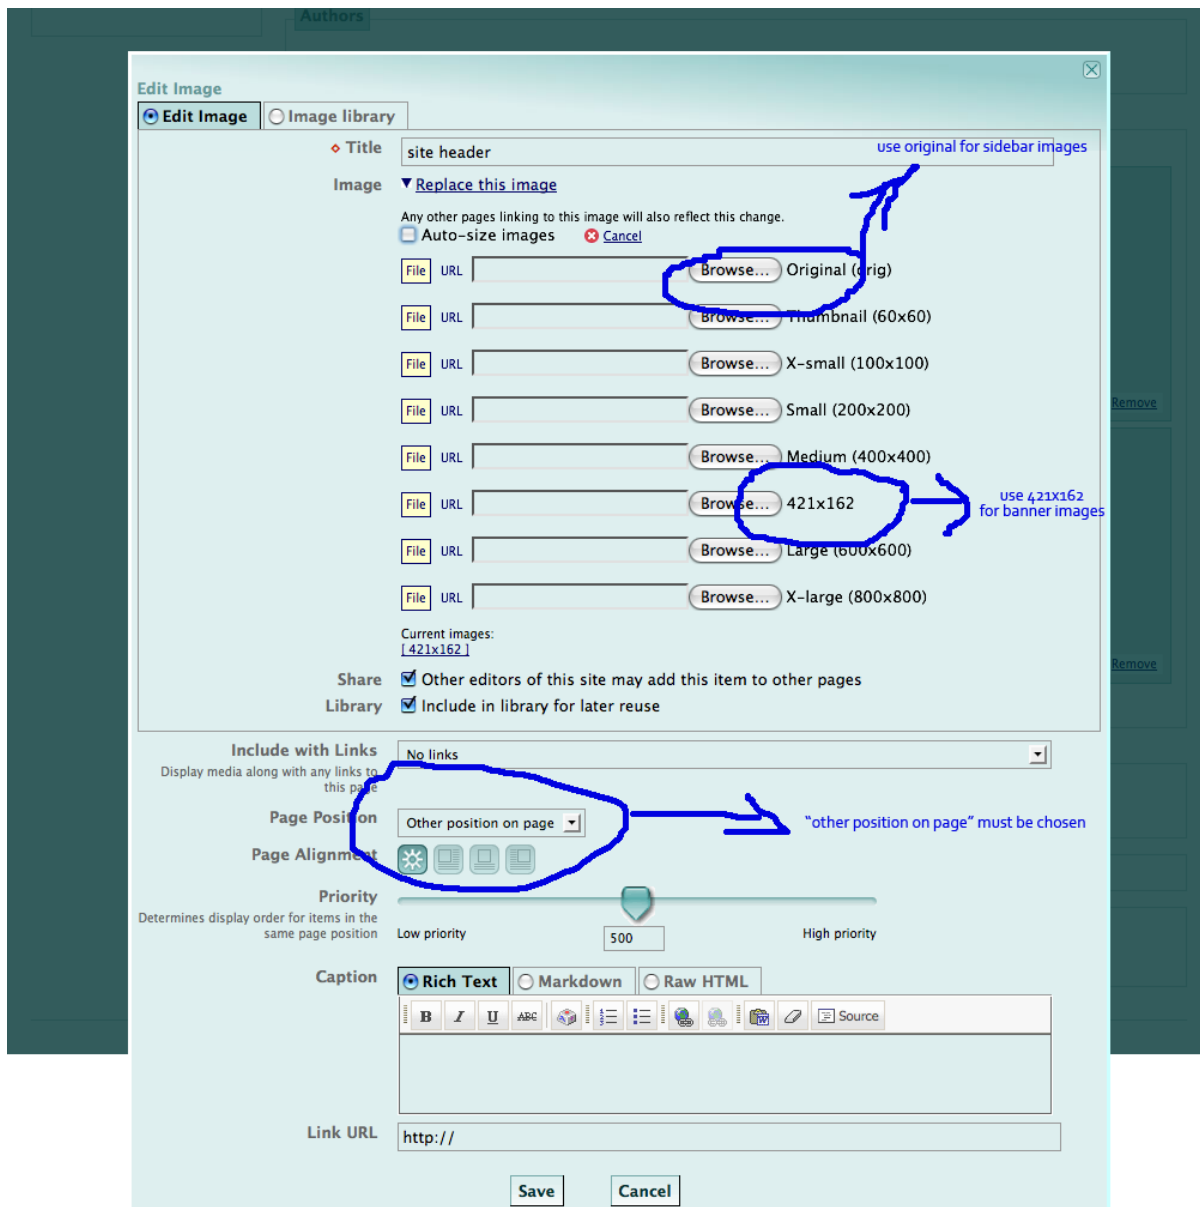 Authors
Edit Image
Edit Image Image library
Title site header
use original for sidebar images
Image Replace this image
Any other pages linking to this image will also reflect this change.
Auto-size images Cancel
File URL Browse... Original (orig)
File URL Browse... Thumbnail (60x60)
File URL Browse... X-small (100x100)
File URL Browse... Small (200x200)
Remove
File URL Browse... Medium (400x400)
File URL Browse... 421x162
use 421x162
for banner images
File URL Browse... Large (600x600)
File URL Browse... X-large (800x800)
Current images:
[ 421x162 ]
Remove
Share Other editors of this site may add this item to other pages
Library Include in library for later reuse
Include with Links No links
Display media along with any links to
this page
Page Position Other position on page
"other position on page" must be chosen
Page Alignment
Priority
Determines display order for items in the
same page position
Low priority 500 High priority
Caption Rich Text Markdown Raw HTML
B I U ABC Source
Link URL http://
Save Cancel